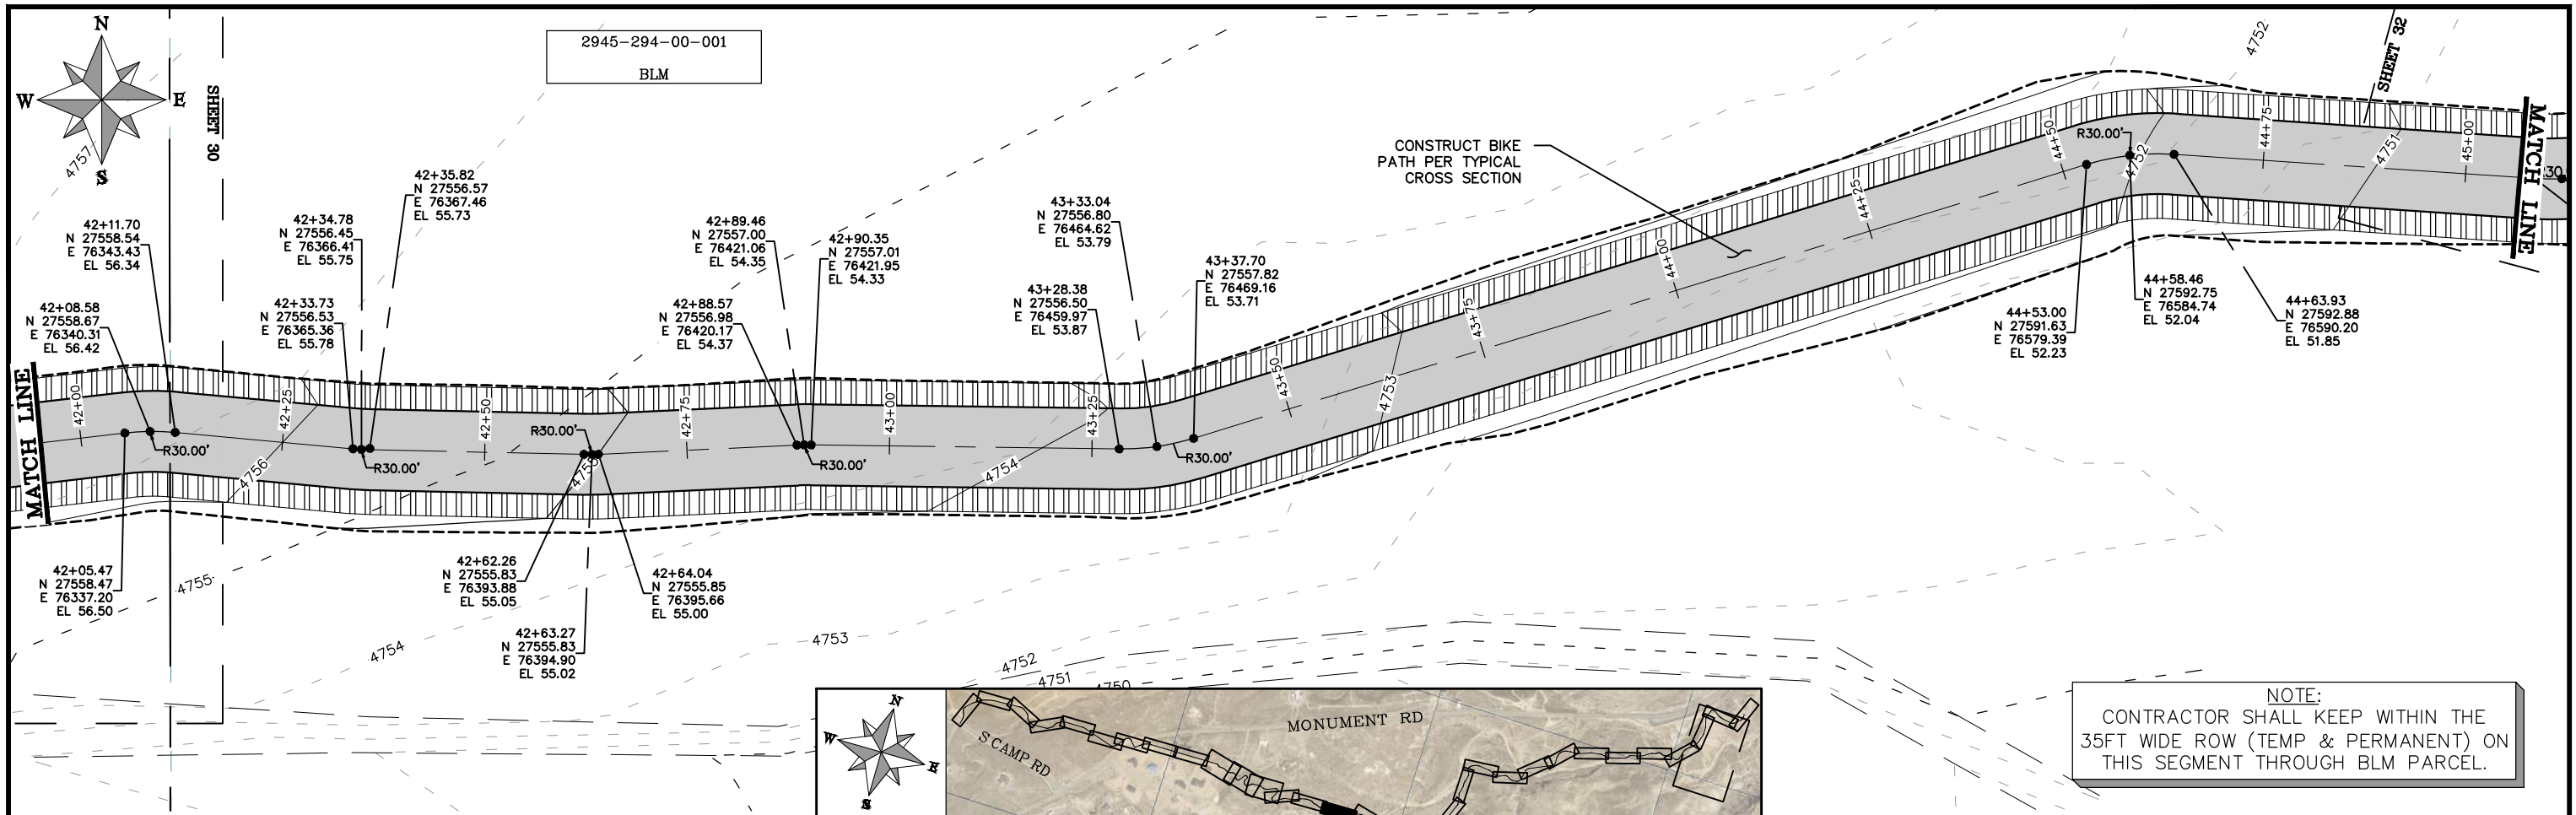 N
W
E
S
4757
SHEET 30
2945-294-00-001
BLM
4752
SHEET 32
MATCH LINE
CONSTRUCT BIKE
PATH PER TYPICAL
CROSS SECTION
42+11.70
N 27558.54
E 76343.43
EL 56.34
42+08.58
N 27558.67
E 76340.31
EL 56.42
42+34.78
N 27556.45
E 76366.41
EL 55.75
42+35.82
N 27556.57
E 76367.46
EL 55.73
42+33.73
N 27556.53
E 76365.36
EL 55.78
42+89.46
N 27557.00
E 76421.06
EL 54.35
42+90.35
N 27557.01
E 76421.95
EL 54.33
42+88.57
N 27556.98
E 76420.17
EL 54.37
43+33.04
N 27556.80
E 76464.62
EL 53.79
43+28.38
N 27556.50
E 76459.97
EL 53.87
43+37.70
N 27557.82
E 76469.16
EL 53.71
44+53.00
N 27591.63
E 76579.39
EL 52.23
44+58.46
N 27592.75
E 76584.74
EL 52.04
44+63.93
N 27592.88
E 76590.20
EL 51.85
MATCH LINE
42+00
42+25
42+50
42+75
43+00
43+25
43+50
43+75
44+00
44+25
44+50
44+75
45+00
R30.00'
R30.00'
R30.00'
R30.00'
R30.00'
R30.00'
4756
4755
4754
4753
4752
4751
42+05.47
N 27558.47
E 76337.20
EL 56.50
42+62.26
N 27555.83
E 76393.88
EL 55.05
42+63.27
N 27555.83
E 76394.90
EL 55.02
42+64.04
N 27555.85
E 76395.66
EL 55.00
4755
4754
4753
4752
4751
4750
N
W
E
S
S CAMP RD
MONUMENT RD
NOTE:
CONTRACTOR SHALL KEEP WITHIN THE
35FT WIDE ROW (TEMP & PERMANENT) ON
THIS SEGMENT THROUGH BLM PARCEL.